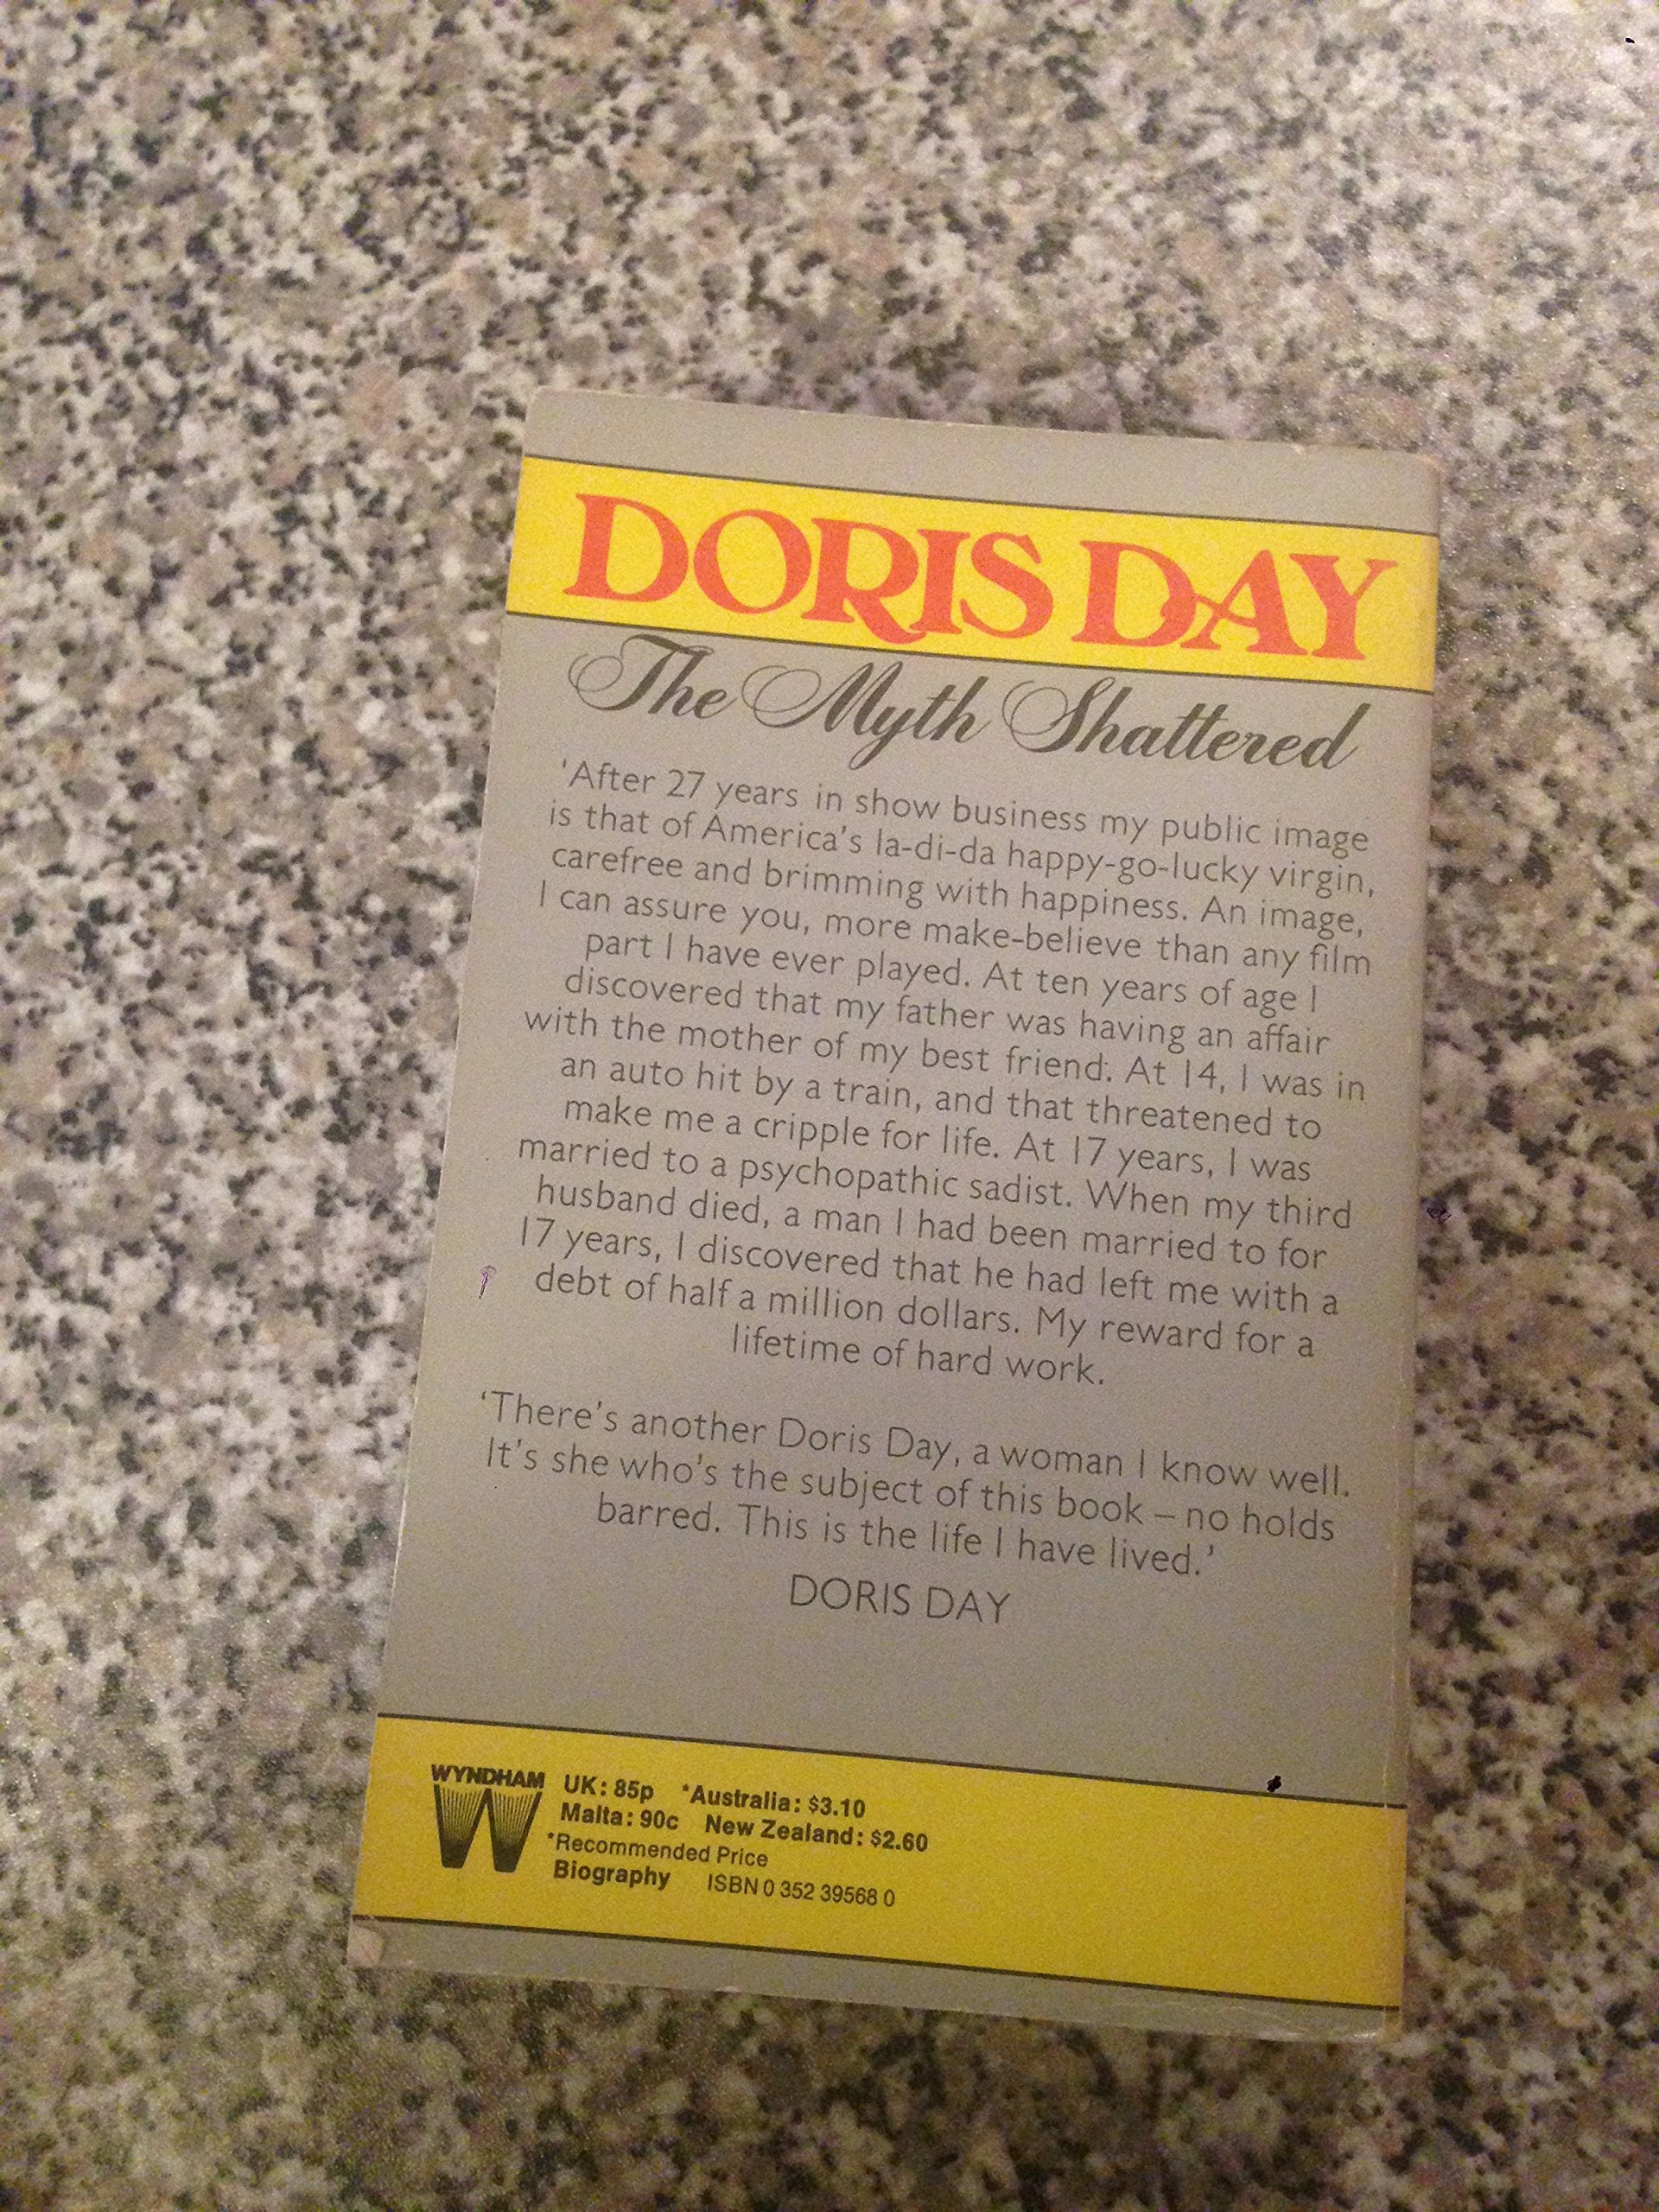 DORIS DAY
The Myth Shattered
'After 27 years in show business my public image
is that of America's la-di-da happy-go-lucky virgin,
carefree and brimming with happiness. An image,
I can assure you, more make-believe than any film
part I have ever played. At ten years of age I
discovered that my father was having an affair
with the mother of my best friend. At 14, I was in
an auto hit by a train, and that threatened to
make me a cripple for life. At 17 years, I was
married to a psychopathic sadist. When my third
husband died, a man I had been married to for
17 years, I discovered that he had left me with a
debt of half a million dollars. My reward for a
lifetime of hard work.
'There's another Doris Day, a woman I know well.
It's she who's the subject of this book – no holds
barred. This is the life I have lived.'
DORIS DAY
WYNDHAM
W
UK: 85p *Australia: $3.10
Malta: 90c New Zealand: $2.60
*Recommended Price
Biography ISBN 0 352 39568 0